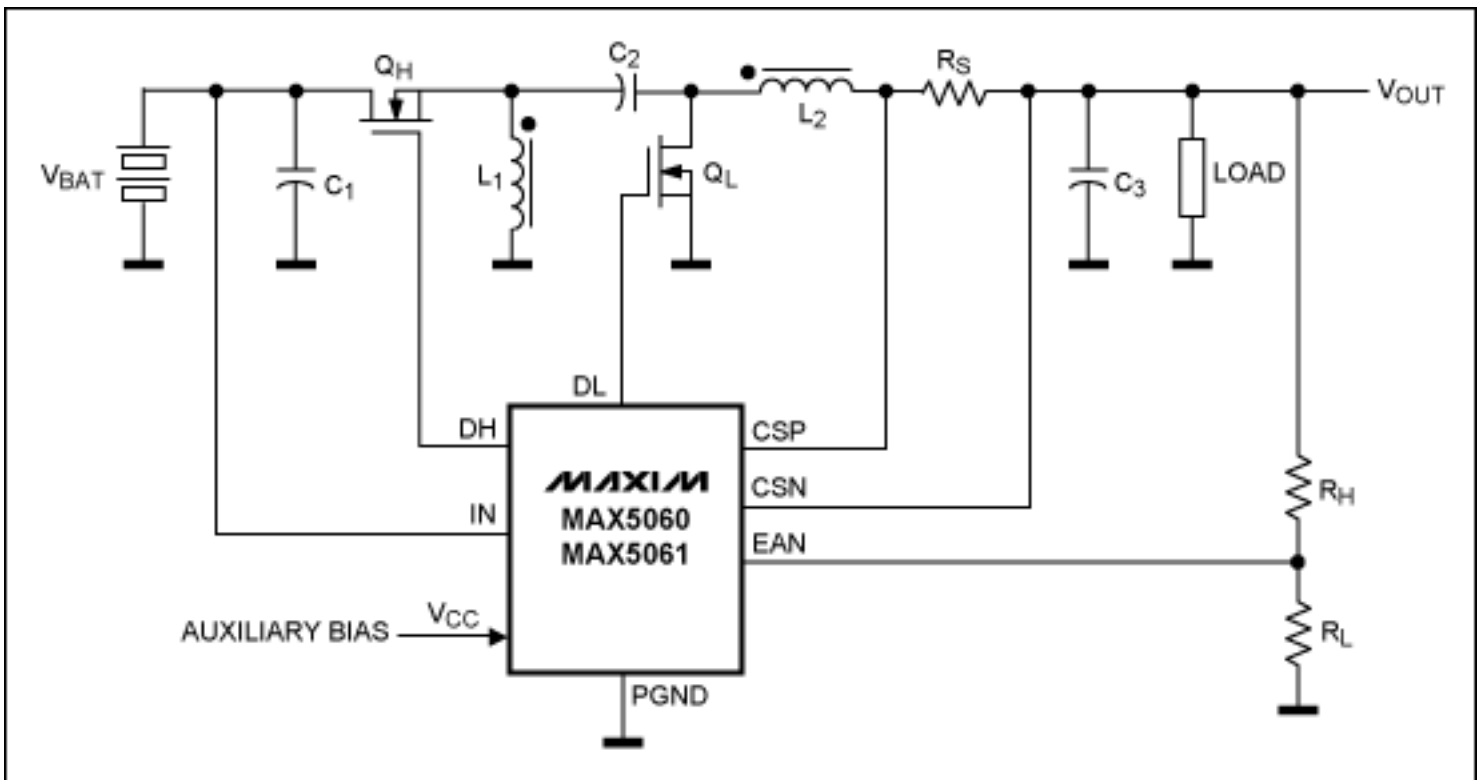 C2
QH
RS
L2
VOUT
VBAT
C1
L1
QL
C3
LOAD
DL
DH
CSP
MAXIM
CSN
RH
IN
MAX5060
EAN
MAX5061
VCC
AUXILIARY BIAS
RL
PGND